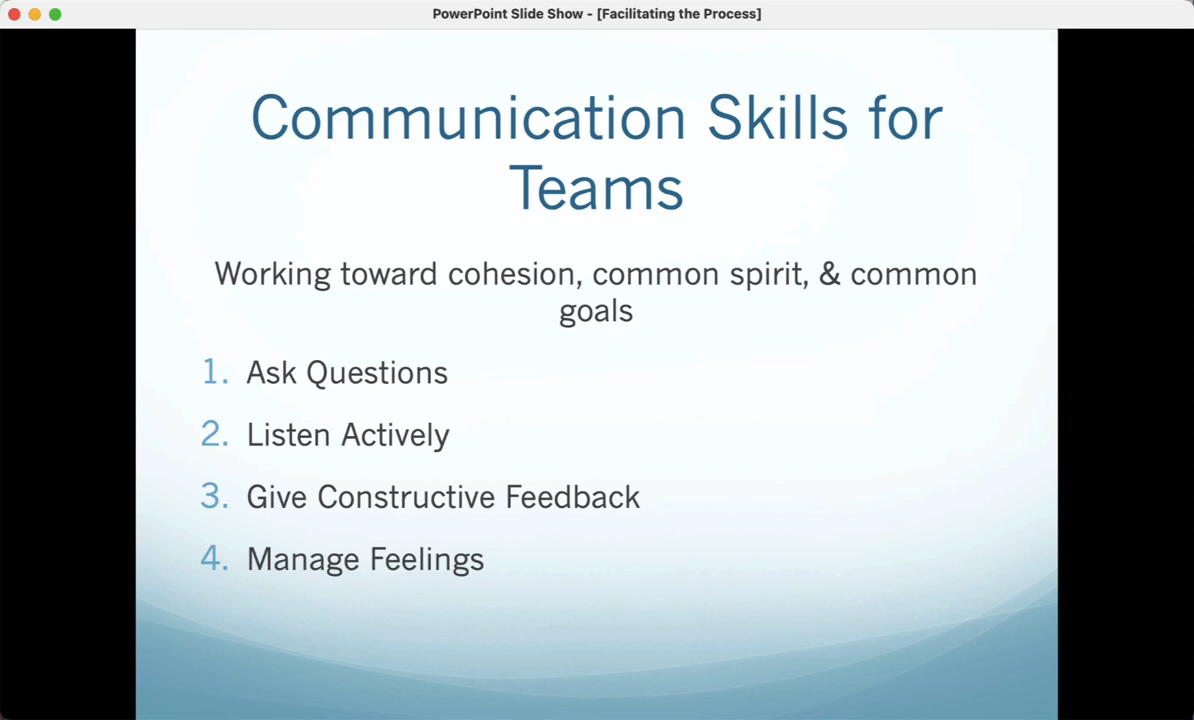 PowerPoint Slide Show - [Facilitating the Process]
Communication Skills for
Teams
Working toward cohesion, common spirit, & common
goals
1. Ask Questions
2. Listen Actively
3. Give Constructive Feedback
4. Manage Feelings